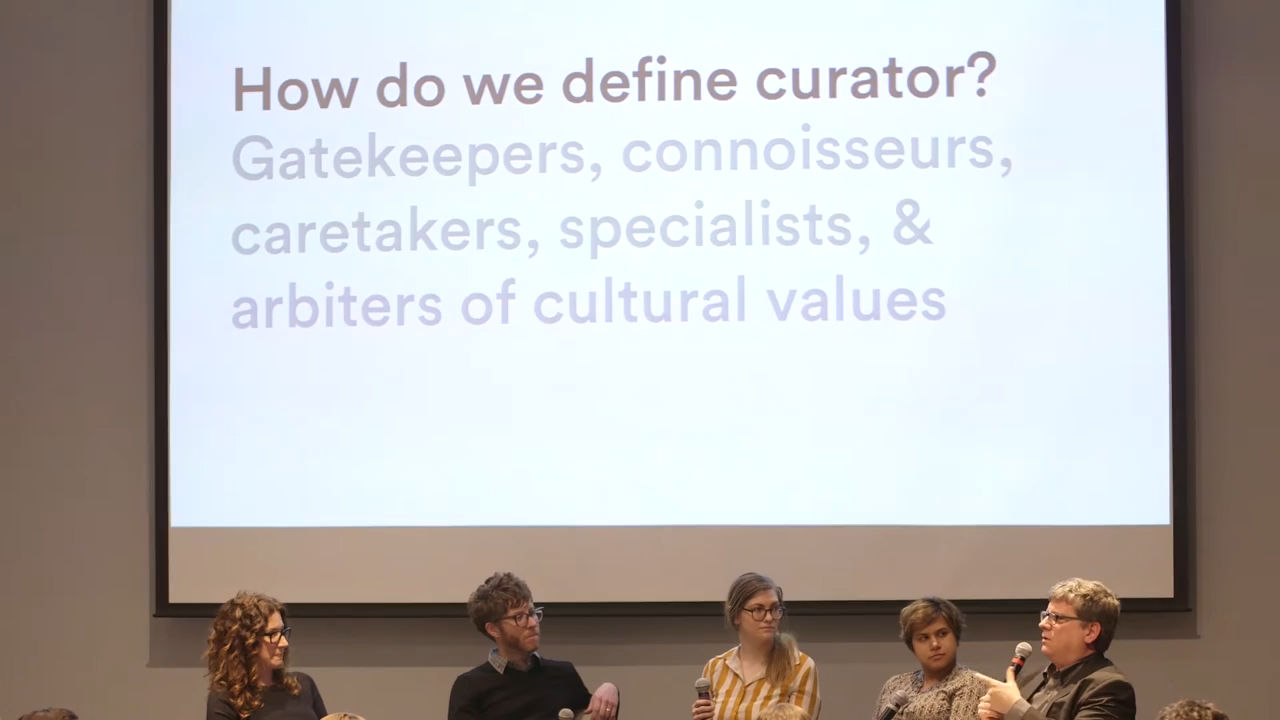 How do we define curator?
Gatekeepers, connoisseurs,
caretakers, specialists, &
arbiters of cultural values